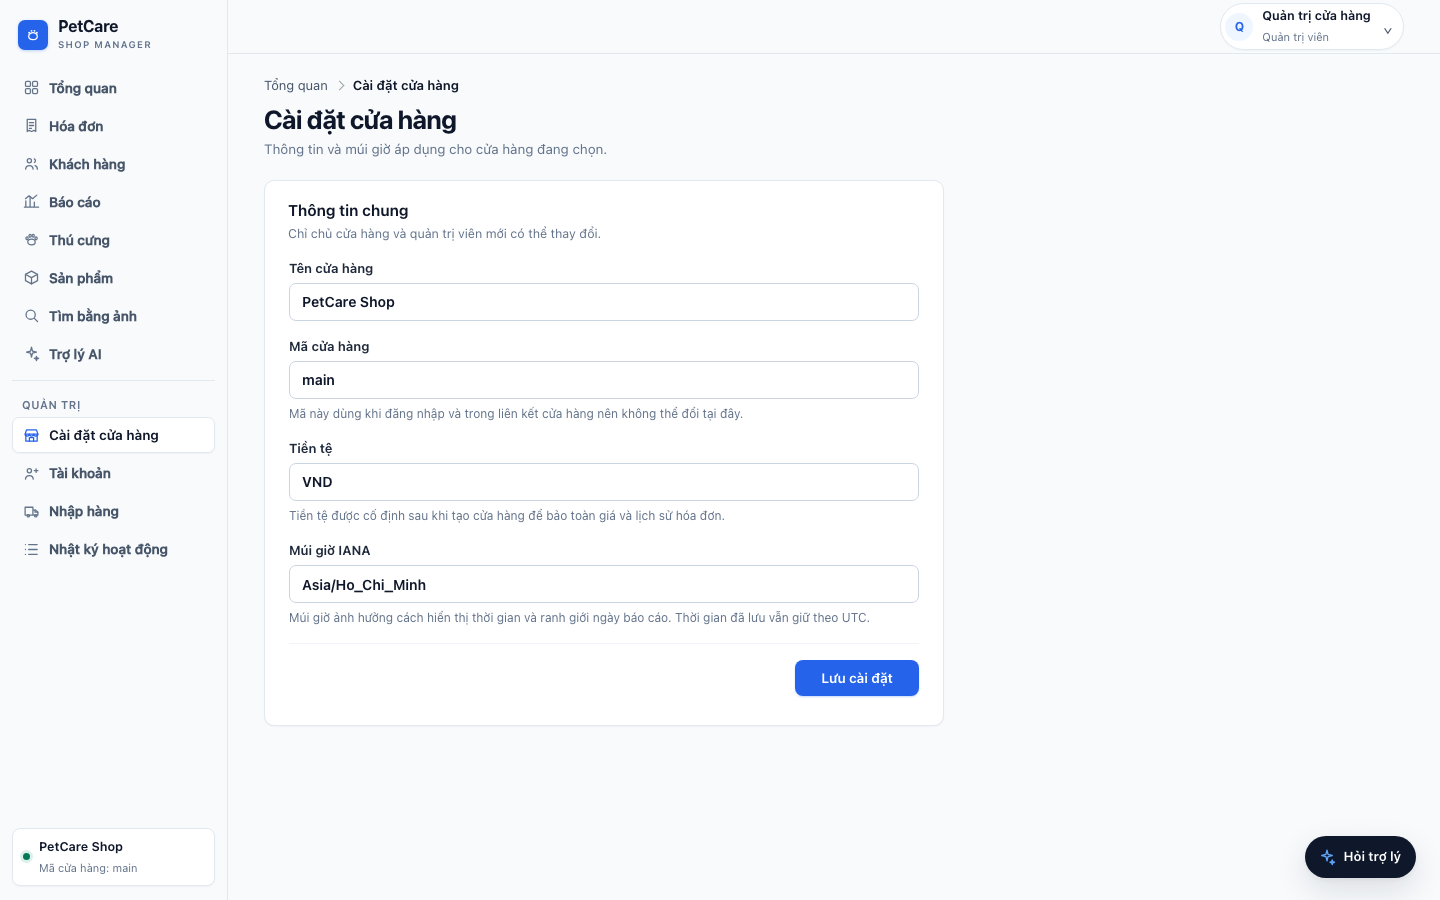 PetCare
SHOP MANAGER
Tổng quan
Hóa đơn
Khách hàng
Báo cáo
Thú cưng
Sản phẩm
Tìm bằng ảnh
Trợ lý AI
QUẢN TRỊ
Cài đặt cửa hàng
Tài khoản
Nhập hàng
Nhật ký hoạt động
PetCare Shop
Mã cửa hàng: main
Q
Quản trị cửa hàng
Quản trị viên
Tổng quan
Cài đặt cửa hàng
Cài đặt cửa hàng
Thông tin và múi giờ áp dụng cho cửa hàng đang chọn.
Thông tin chung
Chỉ chủ cửa hàng và quản trị viên mới có thể thay đổi.
Tên cửa hàng
PetCare Shop
Mã cửa hàng
main
Mã này dùng khi đăng nhập và trong liên kết cửa hàng nên không thể đổi tại đây.
Tiền tệ
VND
Tiền tệ được cố định sau khi tạo cửa hàng để bảo toàn giá và lịch sử hóa đơn.
Múi giờ IANA
Asia/Ho_Chi_Minh
Múi giờ ảnh hưởng cách hiển thị thời gian và ranh giới ngày báo cáo. Thời gian đã lưu vẫn giữ theo UTC.
Lưu cài đặt
Hỏi trợ lý